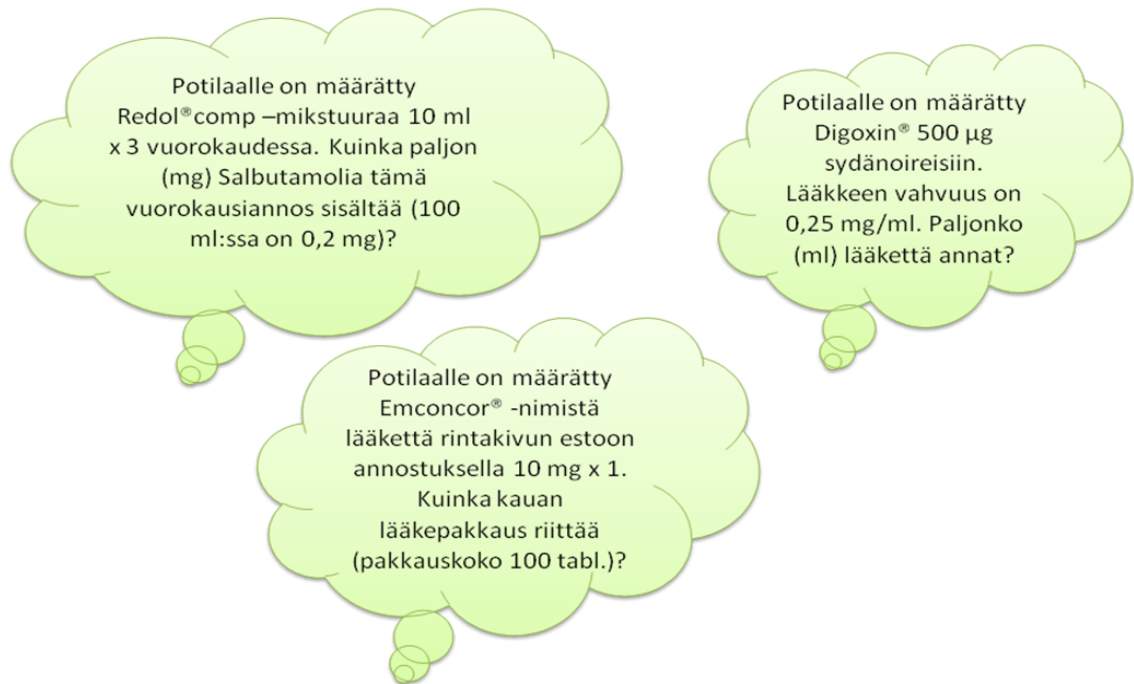 Potilaalle on määrätty
Redol®comp –mikstuuraa 10 ml
x 3 vuorokaudessa. Kuinka paljon
(mg) Salbutamolia tämä
vuorokausiannos sisältää (100
ml:ssa on 0,2 mg)?
Potilaalle on määrätty
Digoxin® 500 µg
sydänoireisiin.
Lääkkeen vahvuus on
0,25 mg/ml. Paljonko
(ml) lääkettä annat?
Potilaalle on määrätty
Emconcor® -nimistä
lääkettä rintakivun estoon
annostuksella 10 mg x 1.
Kuinka kauan
lääkepakkaus riittää
(pakkauskoko 100 tabl.)?